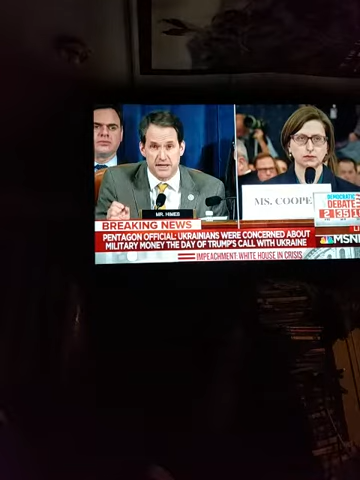 MR. HIMES
MS. COOPE
BREAKING NEWS
PENTAGON OFFICIAL: UKRAINIANS WERE CONCERNED ABOUT
MILITARY MONEY THE DAY OF TRUMP'S CALL WITH UKRAINE
IMPEACHMENT: WHITE HOUSE IN CRISIS
DEMOCRATIC
DEBATE
MSN